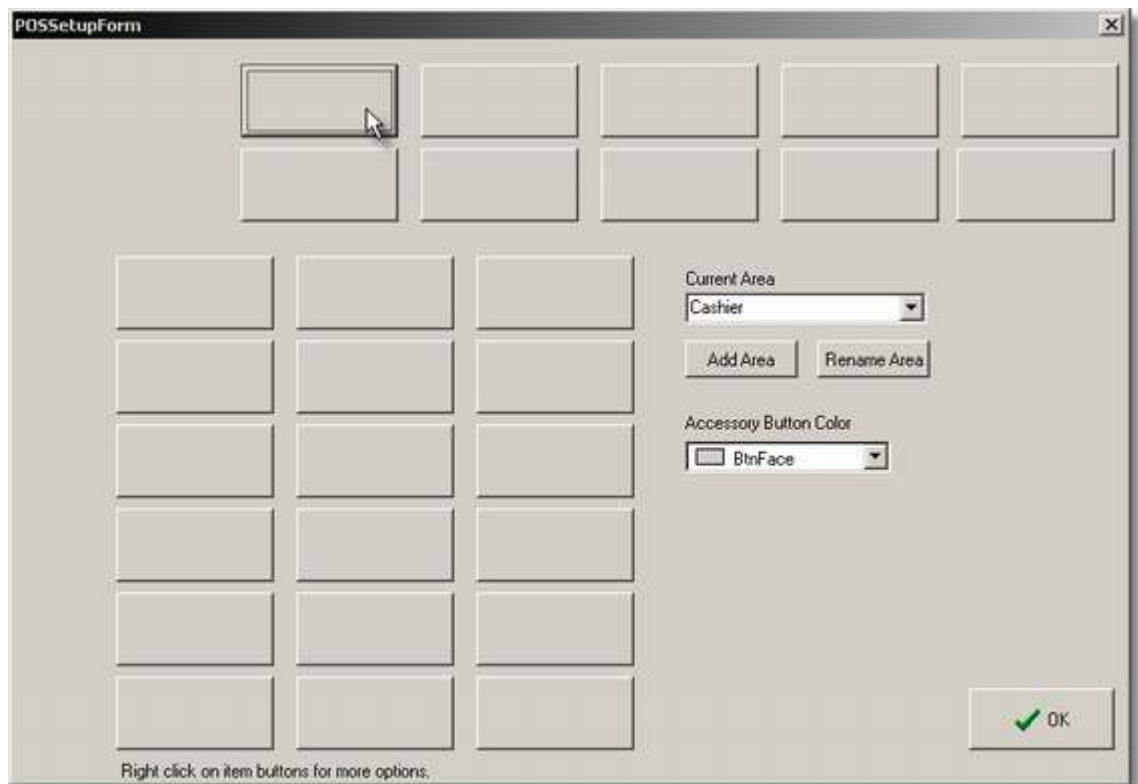 POSSetupForm
Current Area
Cashier
Add Area
Rename Area
Accessory Button Color
BtnFace
OK
Right click on item buttons for more options.